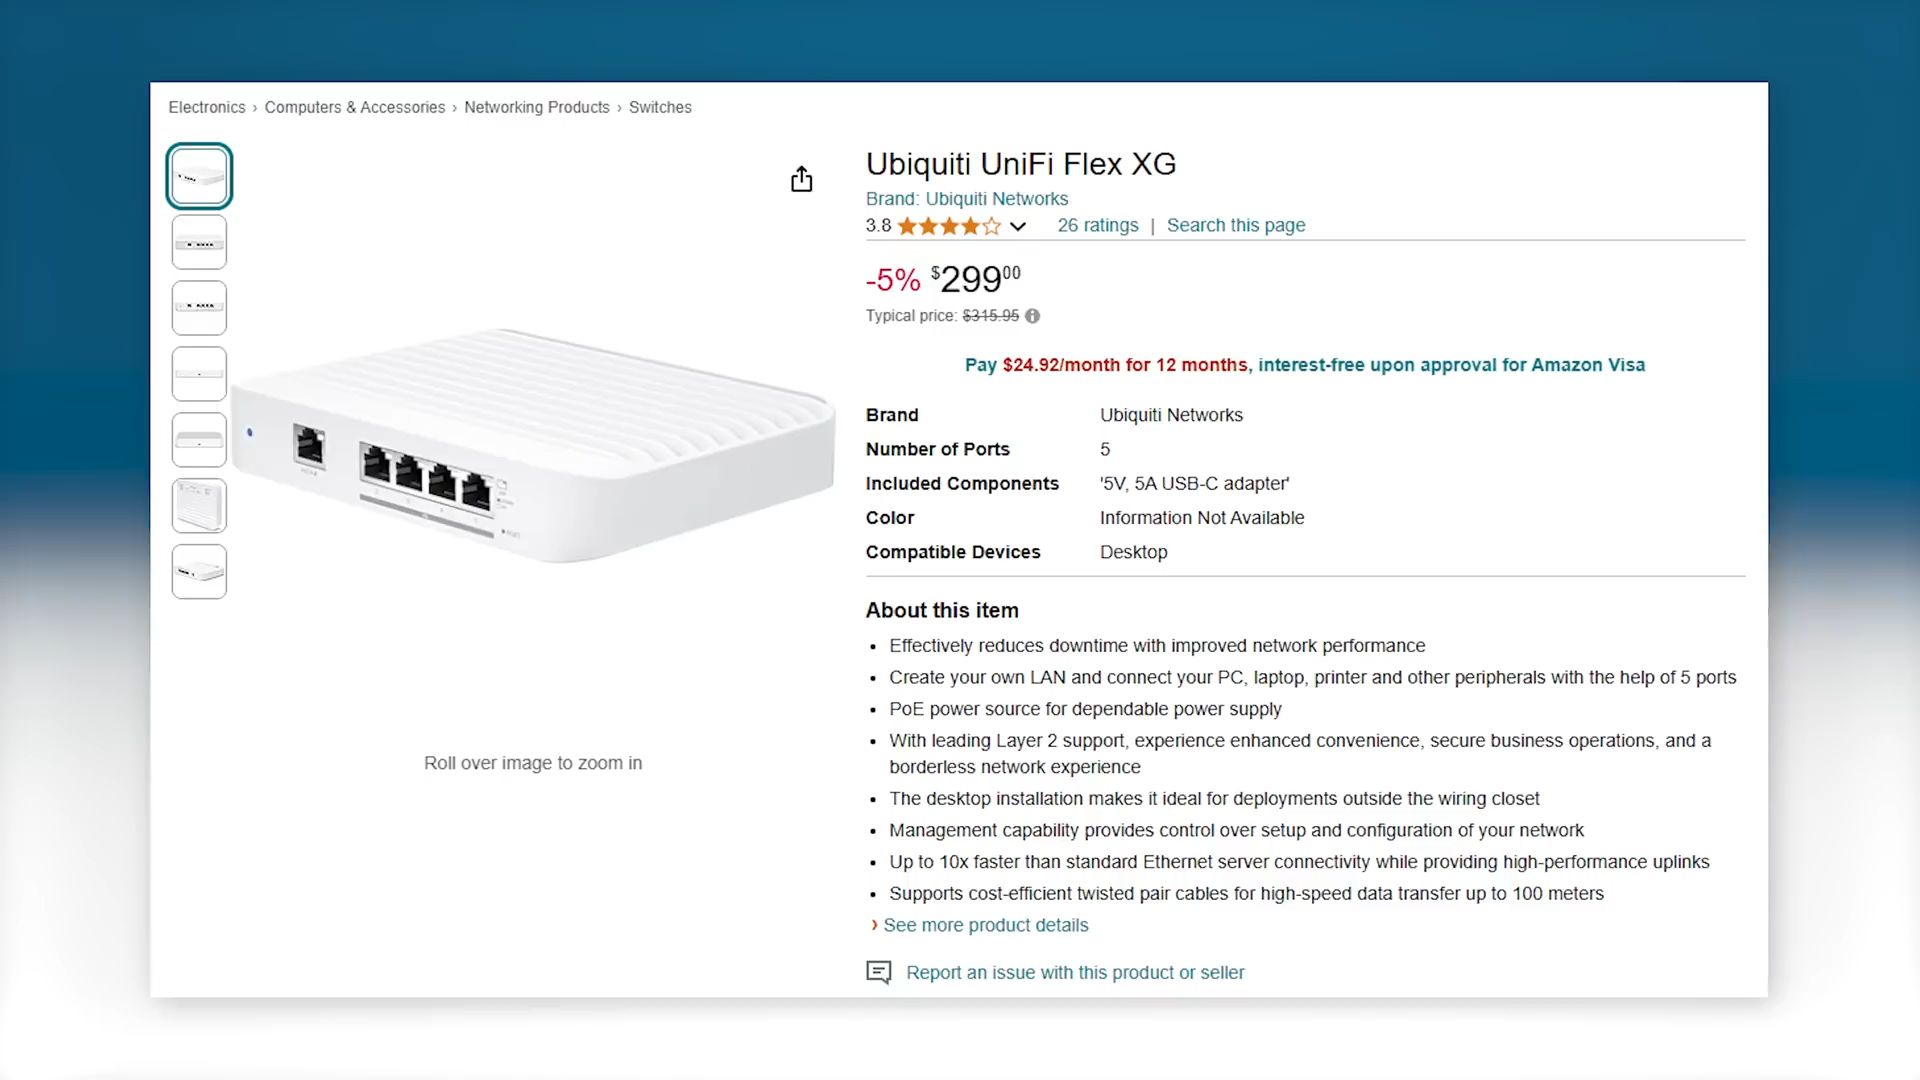 Electronics › Computers & Accessories › Networking Products › Switches
Ubiquiti UniFi Flex XG
Brand: Ubiquiti Networks
3.8 26 ratings | Search this page
-5% $29900
Typical price: $315.95
Pay $24.92/month for 12 months, interest-free upon approval for Amazon Visa
Brand Ubiquiti Networks
Number of Ports 5
Included Components '5V, 5A USB-C adapter'
Color Information Not Available
Compatible Devices Desktop
About this item
• Effectively reduces downtime with improved network performance
• Create your own LAN and connect your PC, laptop, printer and other peripherals with the help of 5 ports
• PoE power source for dependable power supply
• With leading Layer 2 support, experience enhanced convenience, secure business operations, and a
borderless network experience
• The desktop installation makes it ideal for deployments outside the wiring closet
• Management capability provides control over setup and configuration of your network
• Up to 10x faster than standard Ethernet server connectivity while providing high-performance uplinks
• Supports cost-efficient twisted pair cables for high-speed data transfer up to 100 meters
› See more product details
Report an issue with this product or seller
Roll over image to zoom in